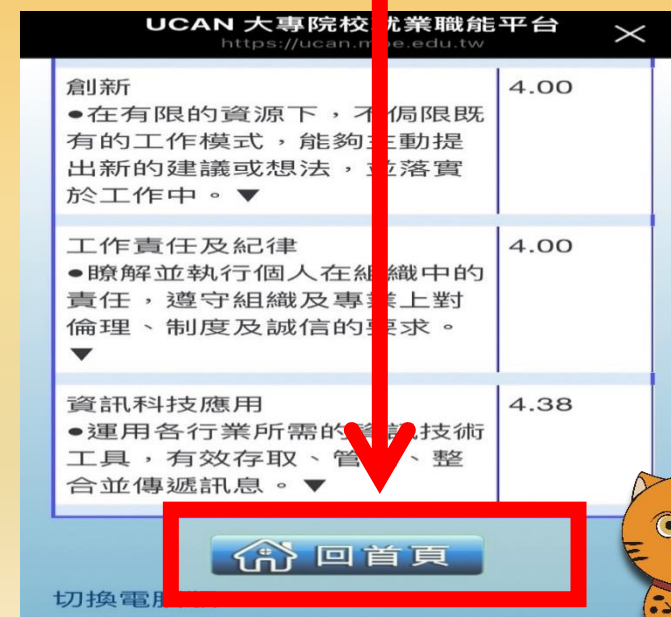 UCAN 大專院校就業職能平台
https://ucan.moe.edu.tw
創新
4.00
●在有限的資源下，不侷限既
有的工作模式，能夠主動提
出新的建議或想法，並落實
於工作中。▼
工作責任及紀律
4.00
●瞭解並執行個人在組織中的
責任，遵守組織及專業上對
倫理、制度及誠信的要求。
▼
資訊科技應用
4.38
●運用各行業所需的資訊技術
工具，有效存取、管理、整
合並傳遞訊息。▼
回首頁
切換電腦